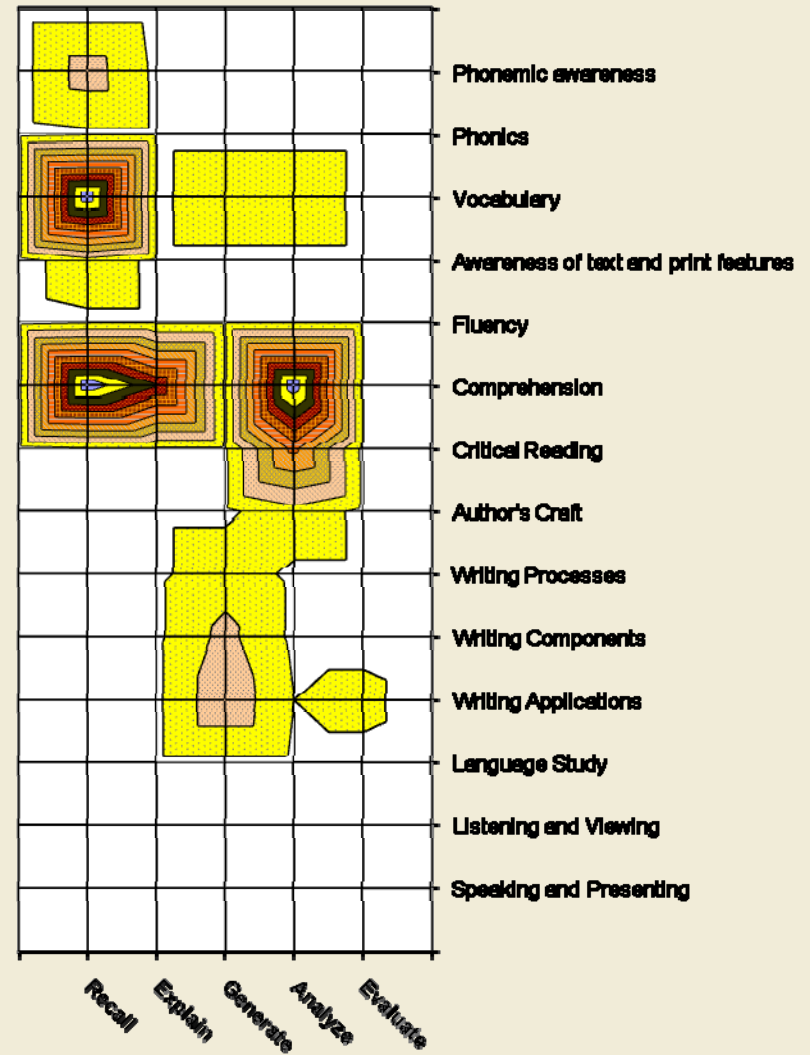 Phonemic awareness
Phonics
Vocabulary
Awareness of text and print features
Fluency
Comprehension
Critical Reading
Author's Craft
Writing Processes
Writing Components
Writing Applications
Language Study
Listening and Viewing
Speaking and Presenting
Recall
Explain
Generate
Analyze
Evaluate